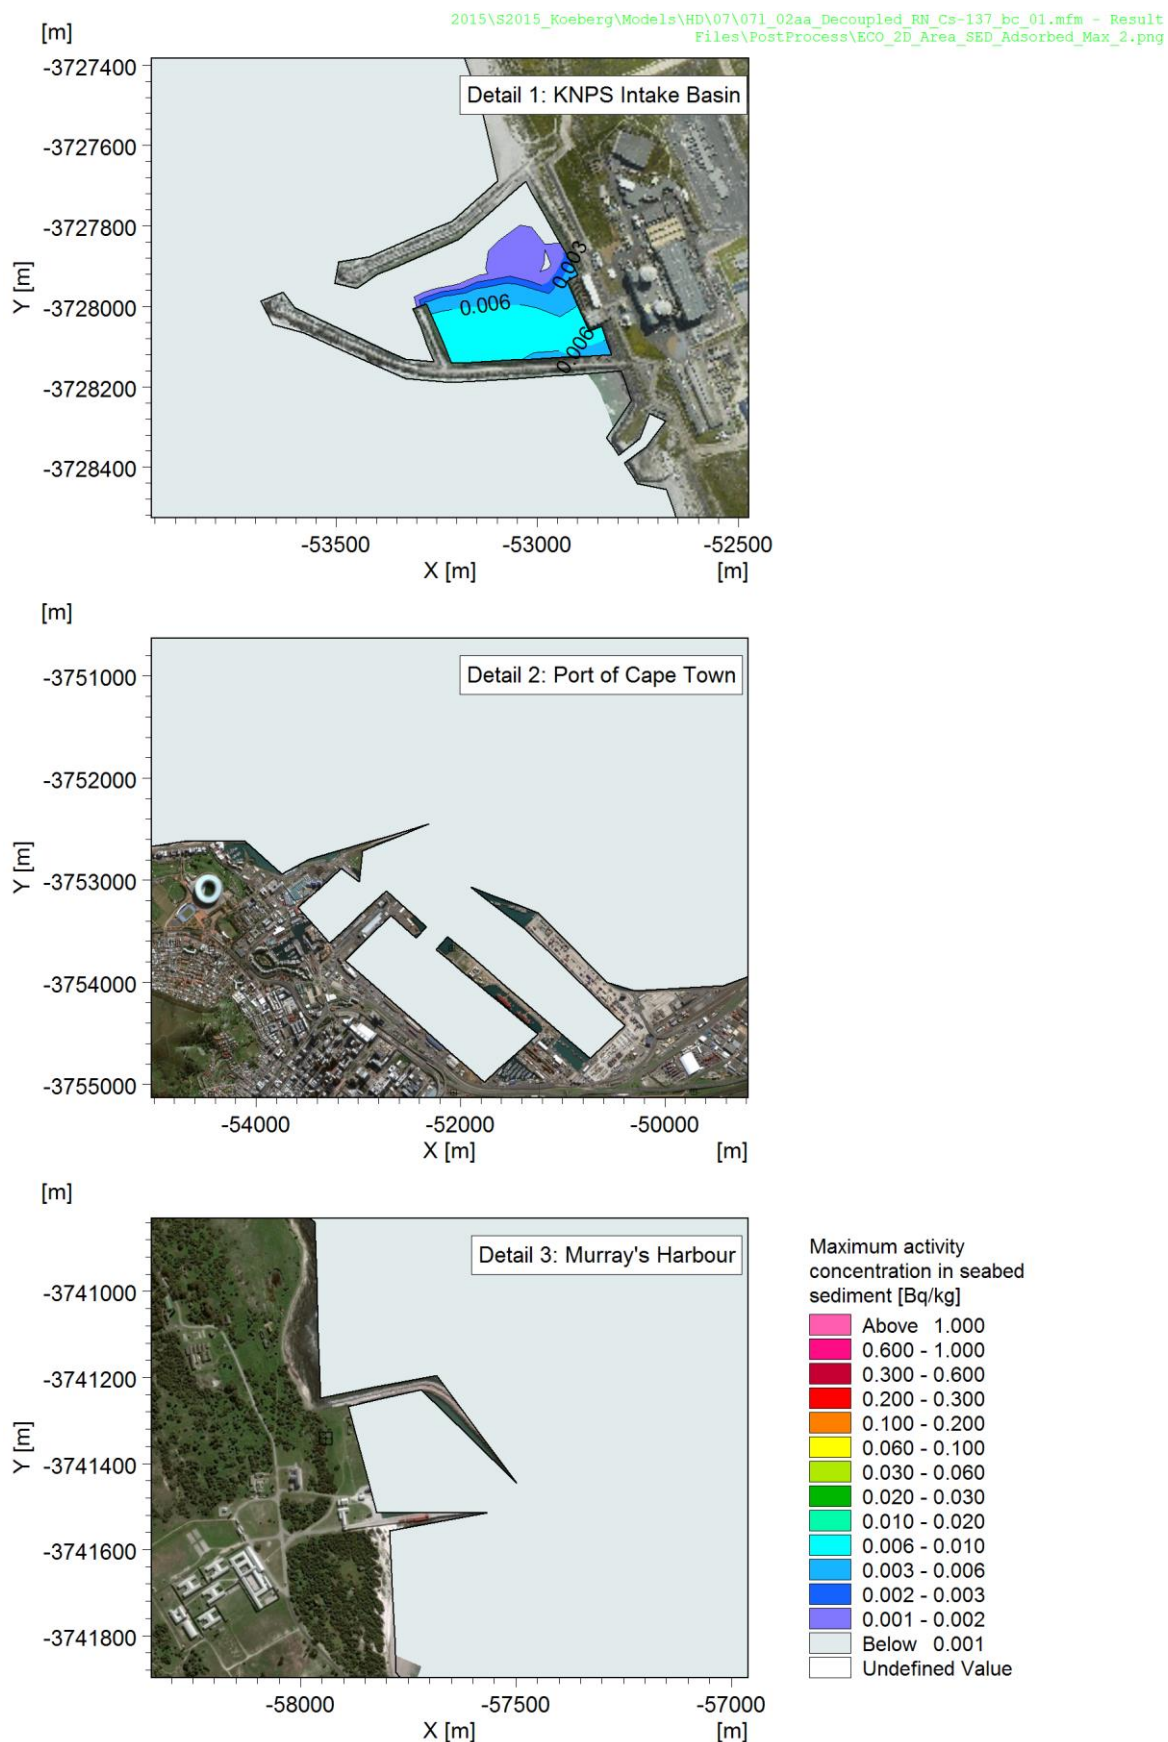 2015\S2015_Koeberg\Models\HD\07\07l_02aa_Decoupled_RN_Cs-137_bc_01.mfm - Result
Files\PostProcess\ECO_2D_Area_SED_Adsorbed_Max_2.png
[m]
-3727400
Detail 1: KNPS Intake Basin
-3727600
-3727800
0.003
Y [m]
-3728000
0.006
0.006
-3728200
-3728400
-53500
-53000
-52500
X [m]
[m]
[m]
Detail 2: Port of Cape Town
-3751000
-3752000
Y [m]
-3753000
-3754000
-3755000
-54000
-52000
-50000
X [m]
[m]
[m]
Detail 3: Murray's Harbour
-3741000
-3741200
Y [m]
-3741400
-3741600
-3741800
-58000
-57500
-57000
X [m]
[m]
Maximum activity
concentration in seabed
sediment [Bq/kg]
Above 1.000
0.600 - 1.000
0.300 - 0.600
0.200 - 0.300
0.100 - 0.200
0.060 - 0.100
0.030 - 0.060
0.020 - 0.030
0.010 - 0.020
0.006 - 0.010
0.003 - 0.006
0.002 - 0.003
0.001 - 0.002
Below 0.001
Undefined Value